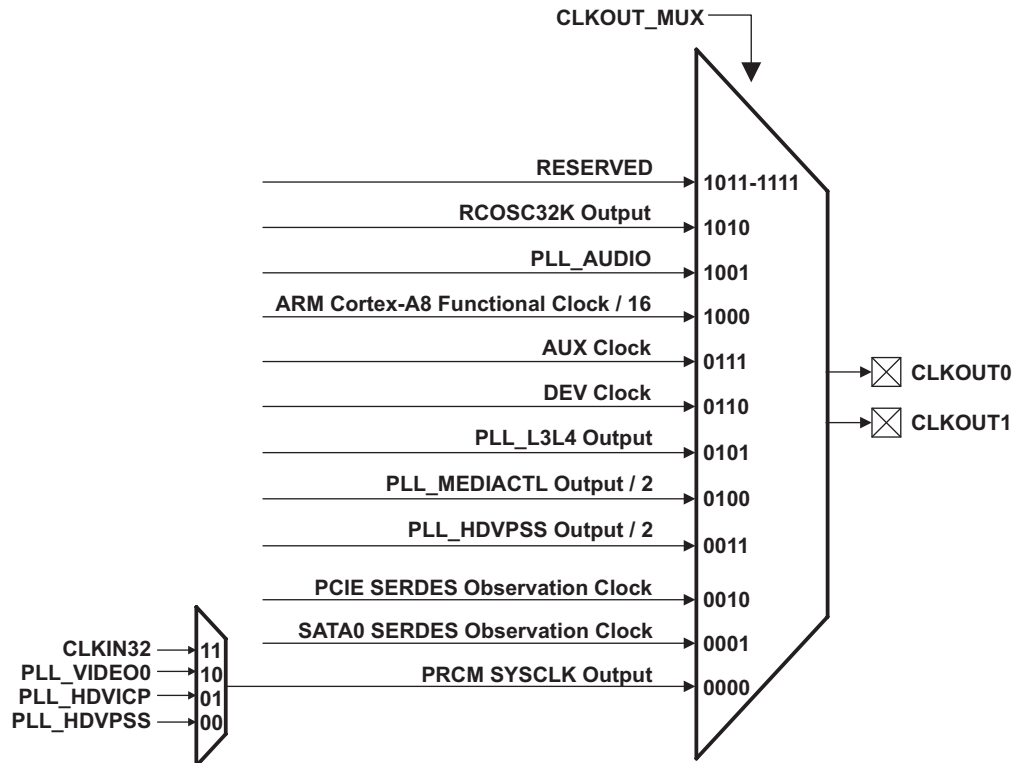 CLKOUT_MUX
RESERVED 1011-1111
RCOSC32K Output 1010
PLL_AUDIO 1001
ARM Cortex-A8 Functional Clock / 16 1000
AUX Clock 0111
CLKOUT0
DEV Clock 0110
CLKOUT1
PLL_L3L4 Output 0101
PLL_MEDIACTL Output / 2 0100
PLL_HDVPSS Output / 2 0011
PCIE SERDES Observation Clock 0010
SATA0 SERDES Observation Clock 0001
CLKIN32 11
PLL_VIDEO0 10
PRCM SYSCLK Output 0000
PLL_HDVICP 01
PLL_HDVPSS 00